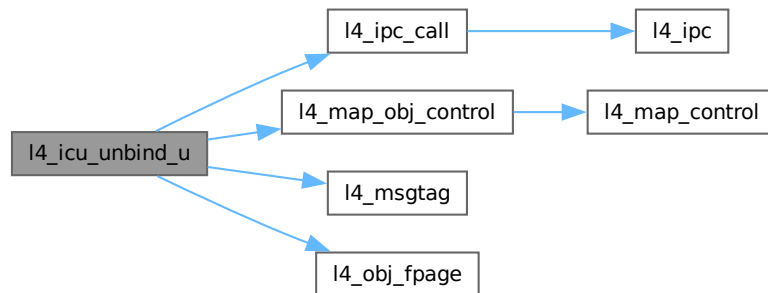 l4_ipc_call
l4_ipc
l4_map_obj_control
l4_map_control
l4_icu_unbind_u
l4_msgtag
l4_obj_fpage